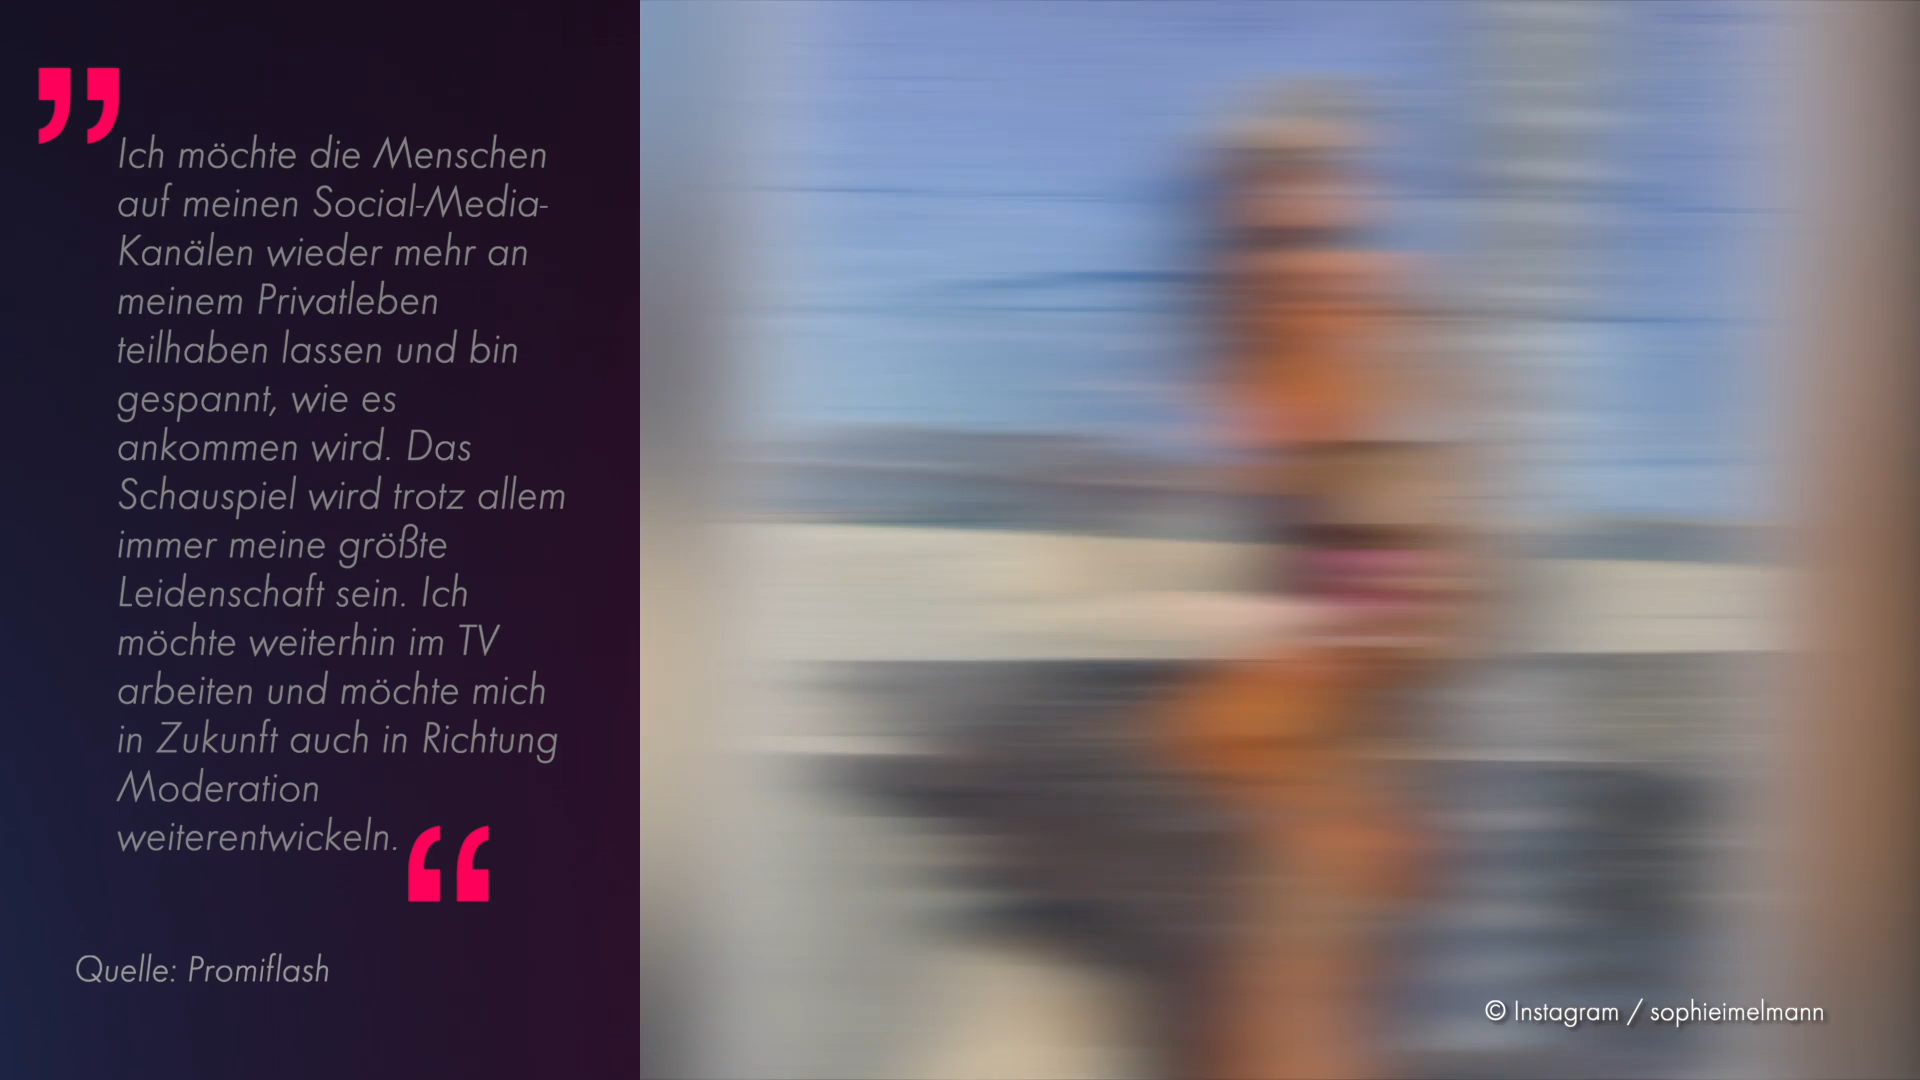 ”
Ich möchte die Menschen
auf meinen Social-Media-
Kanälen wieder mehr an
meinem Privatleben
teilhaben lassen und bin
gespannt, wie es
ankommen wird. Das
Schauspiel wird trotz allem
immer meine größte
Leidenschaft sein. Ich
möchte weiterhin im TV
arbeiten und möchte mich
in Zukunft auch in Richtung
Moderation
weiterentwickeln.“
Quelle: Promiflash
© Instagram / sophieimelmann